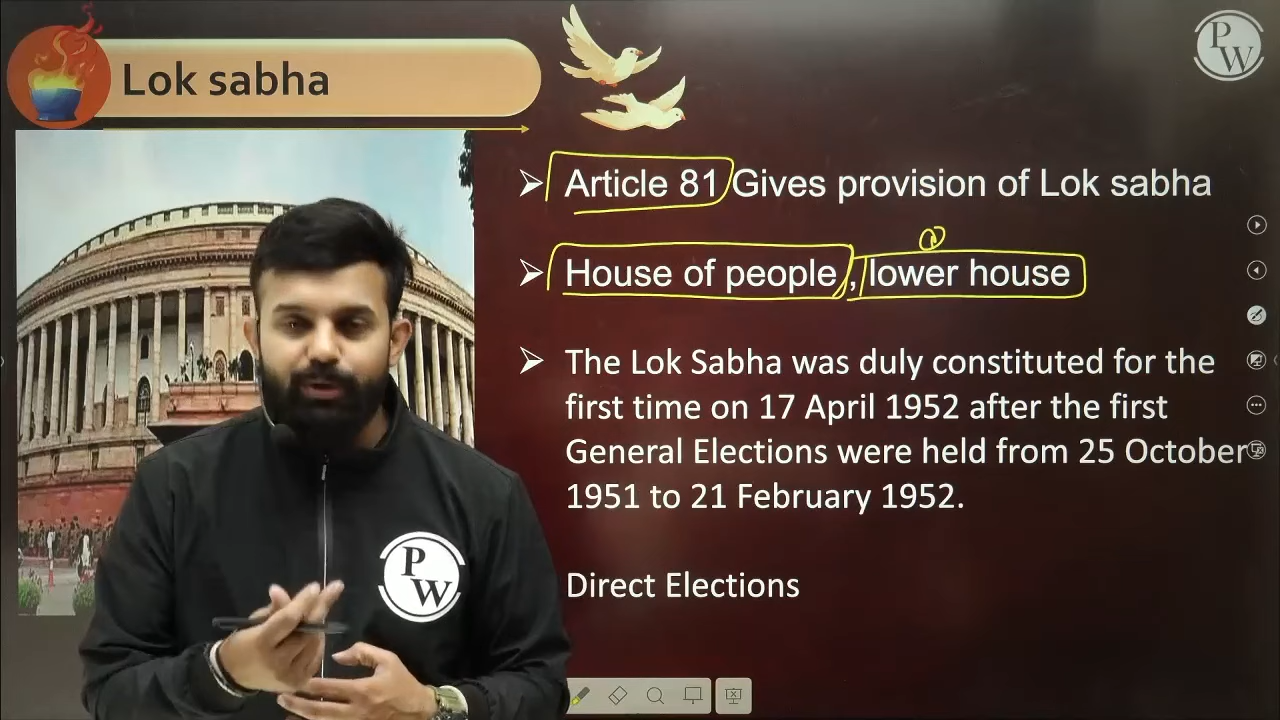 Lok sabha
P
W
Article 81 Gives provision of Lok sabha
House of people, lower house
The Lok Sabha was duly constituted for the
first time on 17 April 1952 after the first
General Elections were held from 25 October
1951 to 21 February 1952.
P
W
Direct Elections